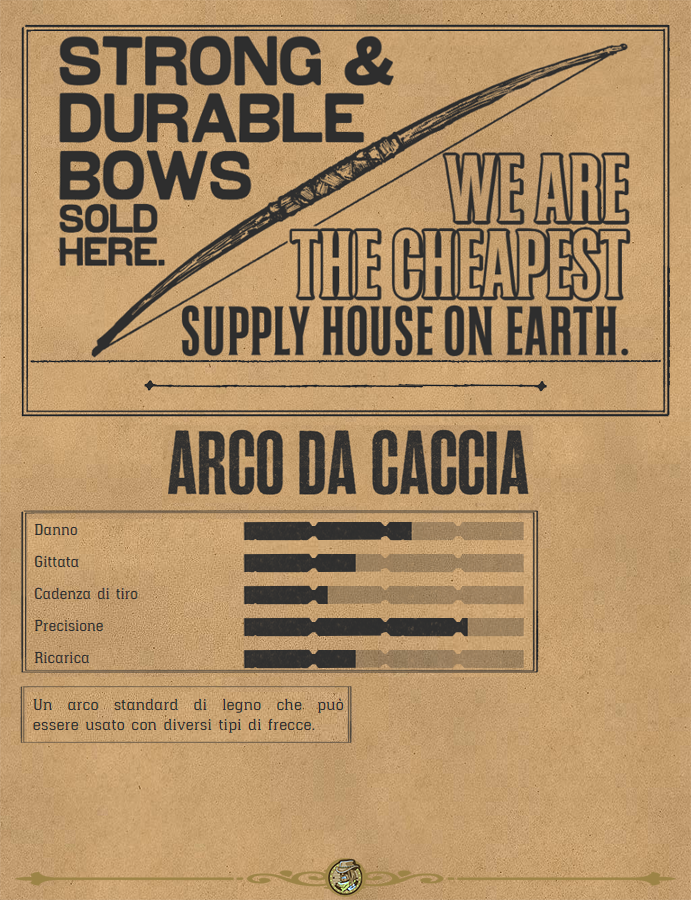 STRONG &
DURABLE
BOWS
SOLD
HERE.
WE ARE
THE CHEAPEST
SUPPLY HOUSE ON EARTH.
ARCO DA CACCIA
Danno
Gittata
Cadenza di tiro
Precisione
Ricarica
Un arco standard di legno che può
essere usato con diversi tipi di frecce.